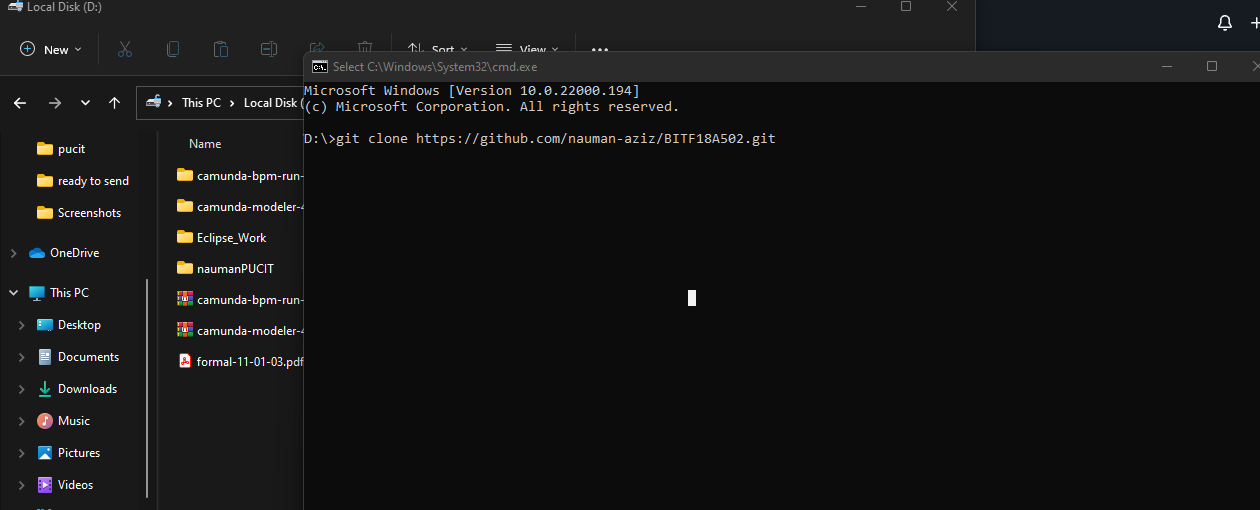 Local Disk (D:)
New
Sort
View
This PC
Local Disk (
Select C:\Windows\System32\cmd.exe
Microsoft Windows [Version 10.0.22000.194]
(c) Microsoft Corporation. All rights reserved.
D:\>git clone https://github.com/nauman-aziz/BITF18A502.git
pucit
ready to send
Screenshots
OneDrive
This PC
Desktop
Documents
Downloads
Music
Pictures
Videos
Name
camunda-bpm-run-
camunda-modeler-4
Eclipse_Work
naumanPUCIT
camunda-bpm-run-
camunda-modeler-4
formal-11-01-03.pdf